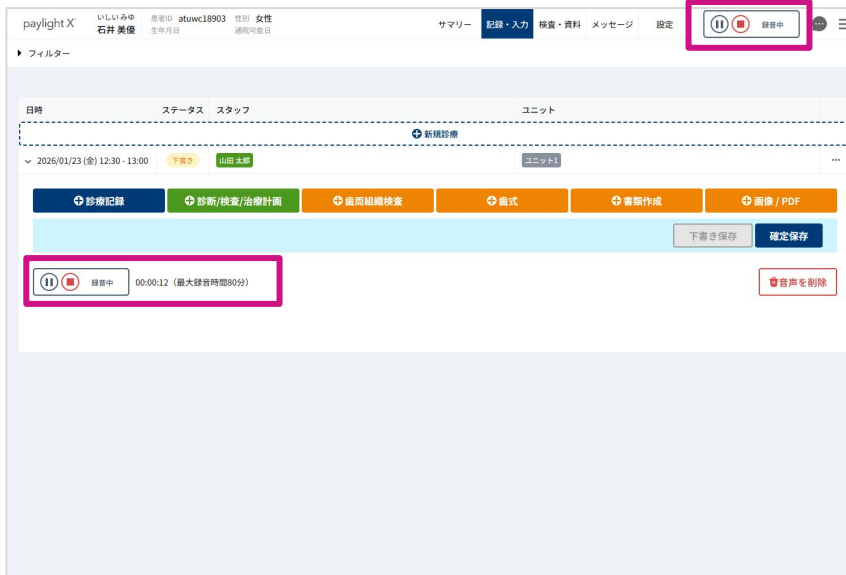 paylight X
いしい みゆ
石井 美優
患者ID atuwc18903 性別 女性
生年月日 通院可能日
サマリー 記録・入力 検査・資料 メッセージ 設定 録音中
フィルター
日時 ステータス スタッフ ユニット
新規診療
2026/01/23 (金) 12:30 - 13:00 下書き 山田 太郎 ユニット1
診療記録 診断/検査/治療計画 歯周組織検査 歯式 書類作成 画像 / PDF
下書き保存 確定保存
録音中 00:00:12（最大録音時間80分） 音声を削除